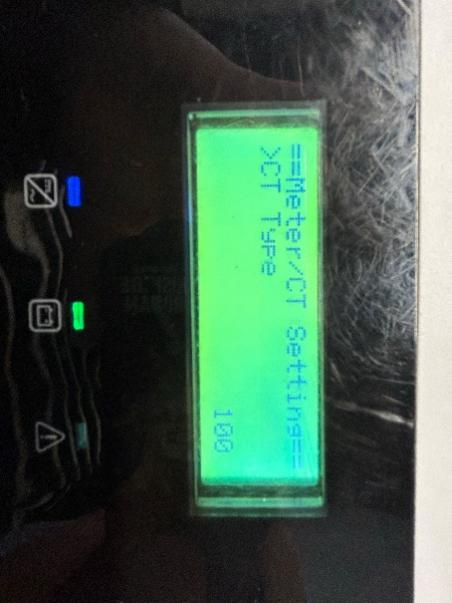 ==Meter/CT Setting==
>CT Type
100